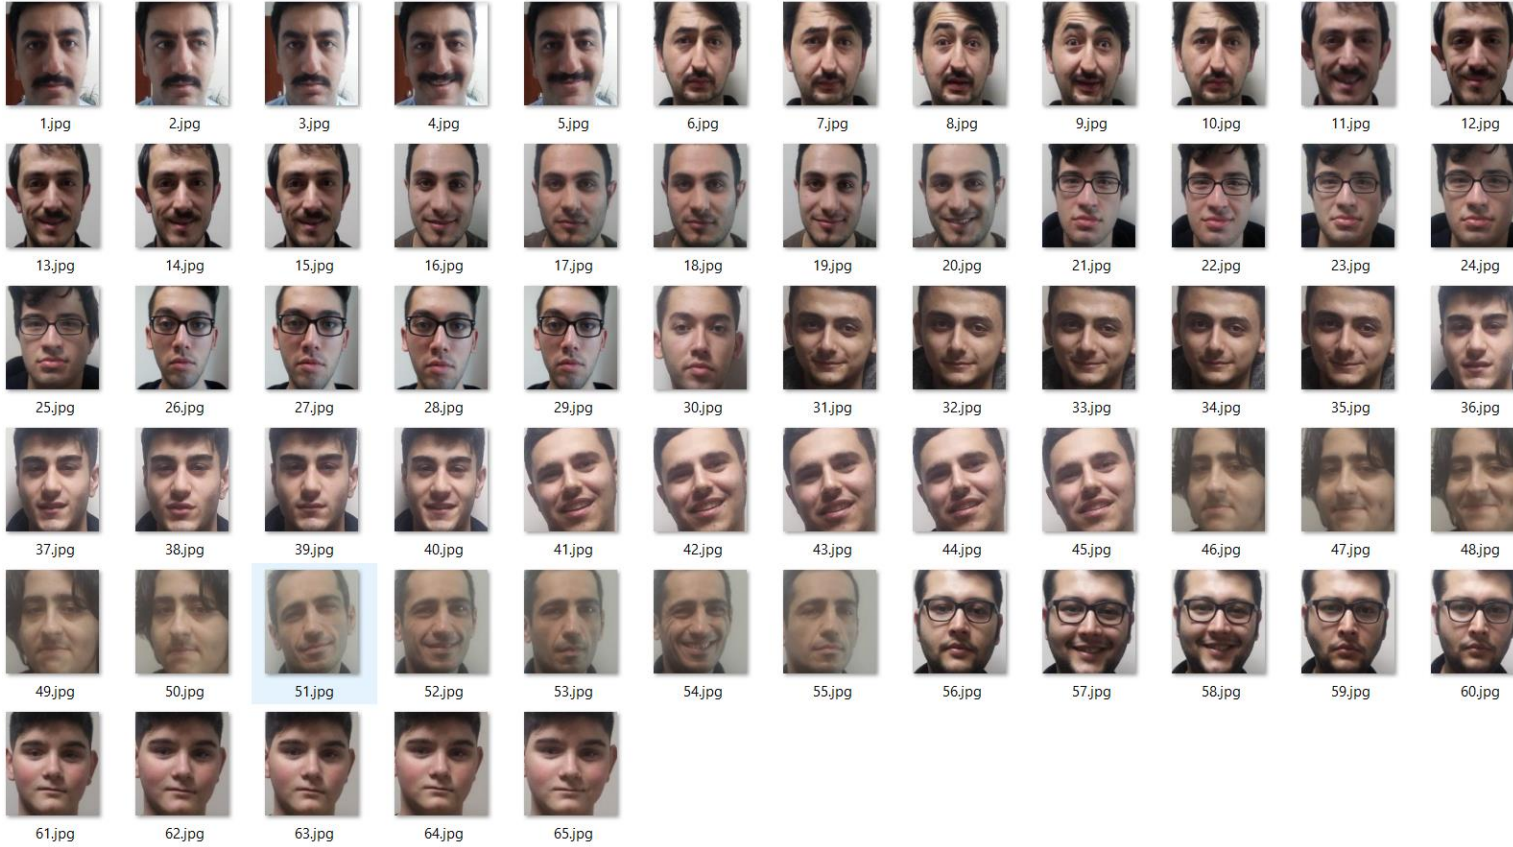 1.jpg 2.jpg 3.jpg 4.jpg 5.jpg 6.jpg 7.jpg 8.jpg 9.jpg 10.jpg 11.jpg 12.jpg
13.jpg 14.jpg 15.jpg 16.jpg 17.jpg 18.jpg 19.jpg 20.jpg 21.jpg 22.jpg 23.jpg 24.jpg
25.jpg 26.jpg 27.jpg 28.jpg 29.jpg 30.jpg 31.jpg 32.jpg 33.jpg 34.jpg 35.jpg 36.jpg
37.jpg 38.jpg 39.jpg 40.jpg 41.jpg 42.jpg 43.jpg 44.jpg 45.jpg 46.jpg 47.jpg 48.jpg
49.jpg 50.jpg 51.jpg 52.jpg 53.jpg 54.jpg 55.jpg 56.jpg 57.jpg 58.jpg 59.jpg 60.jpg
61.jpg 62.jpg 63.jpg 64.jpg 65.jpg